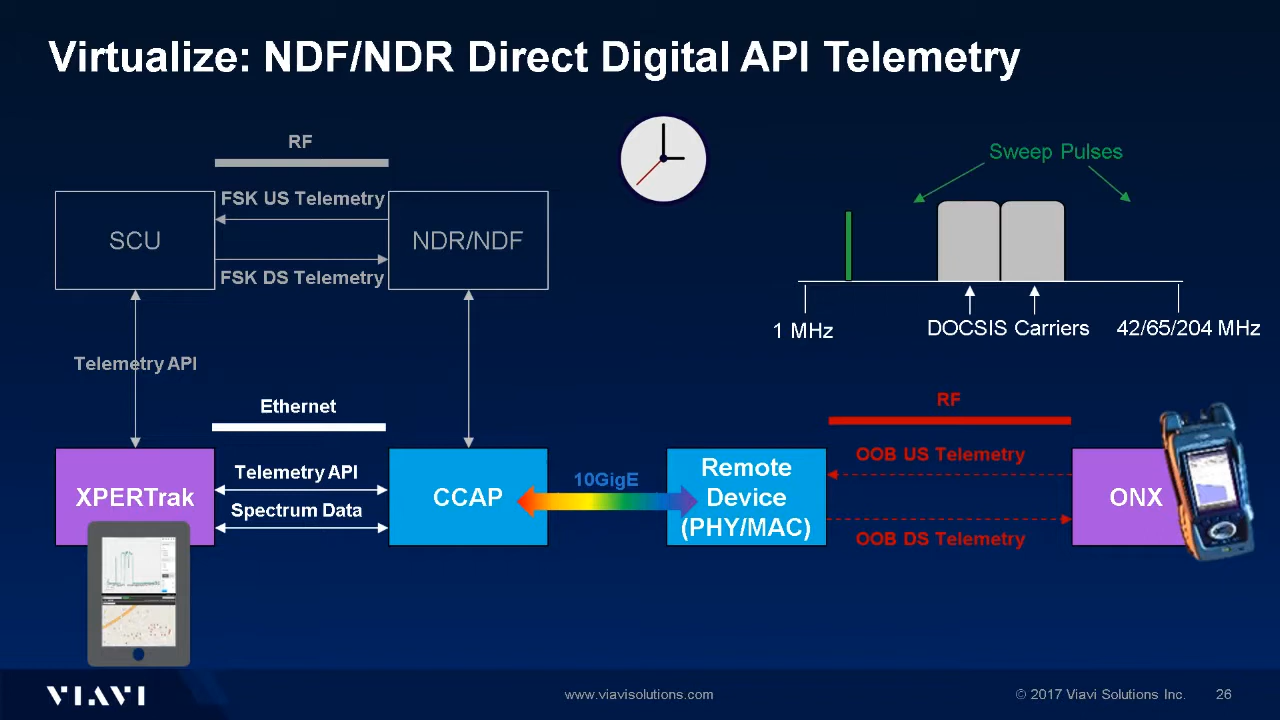 Virtualize: NDF/NDR Direct Digital API Telemetry
RF
FSK US Telemetry
SCU
NDR/NDF
FSK DS Telemetry
Telemetry API
Sweep Pulses
1 MHz
DOCSIS Carriers
42/65/204 MHz
Ethernet
XPERTrak
Telemetry API
Spectrum Data
CCAP
10GigE
Remote
Device
(PHY/MAC)
RF
OOB US Telemetry
OOB DS Telemetry
ONX
VIAVI
www.viavisolutions.com
© 2017 Viavi Solutions Inc.
26